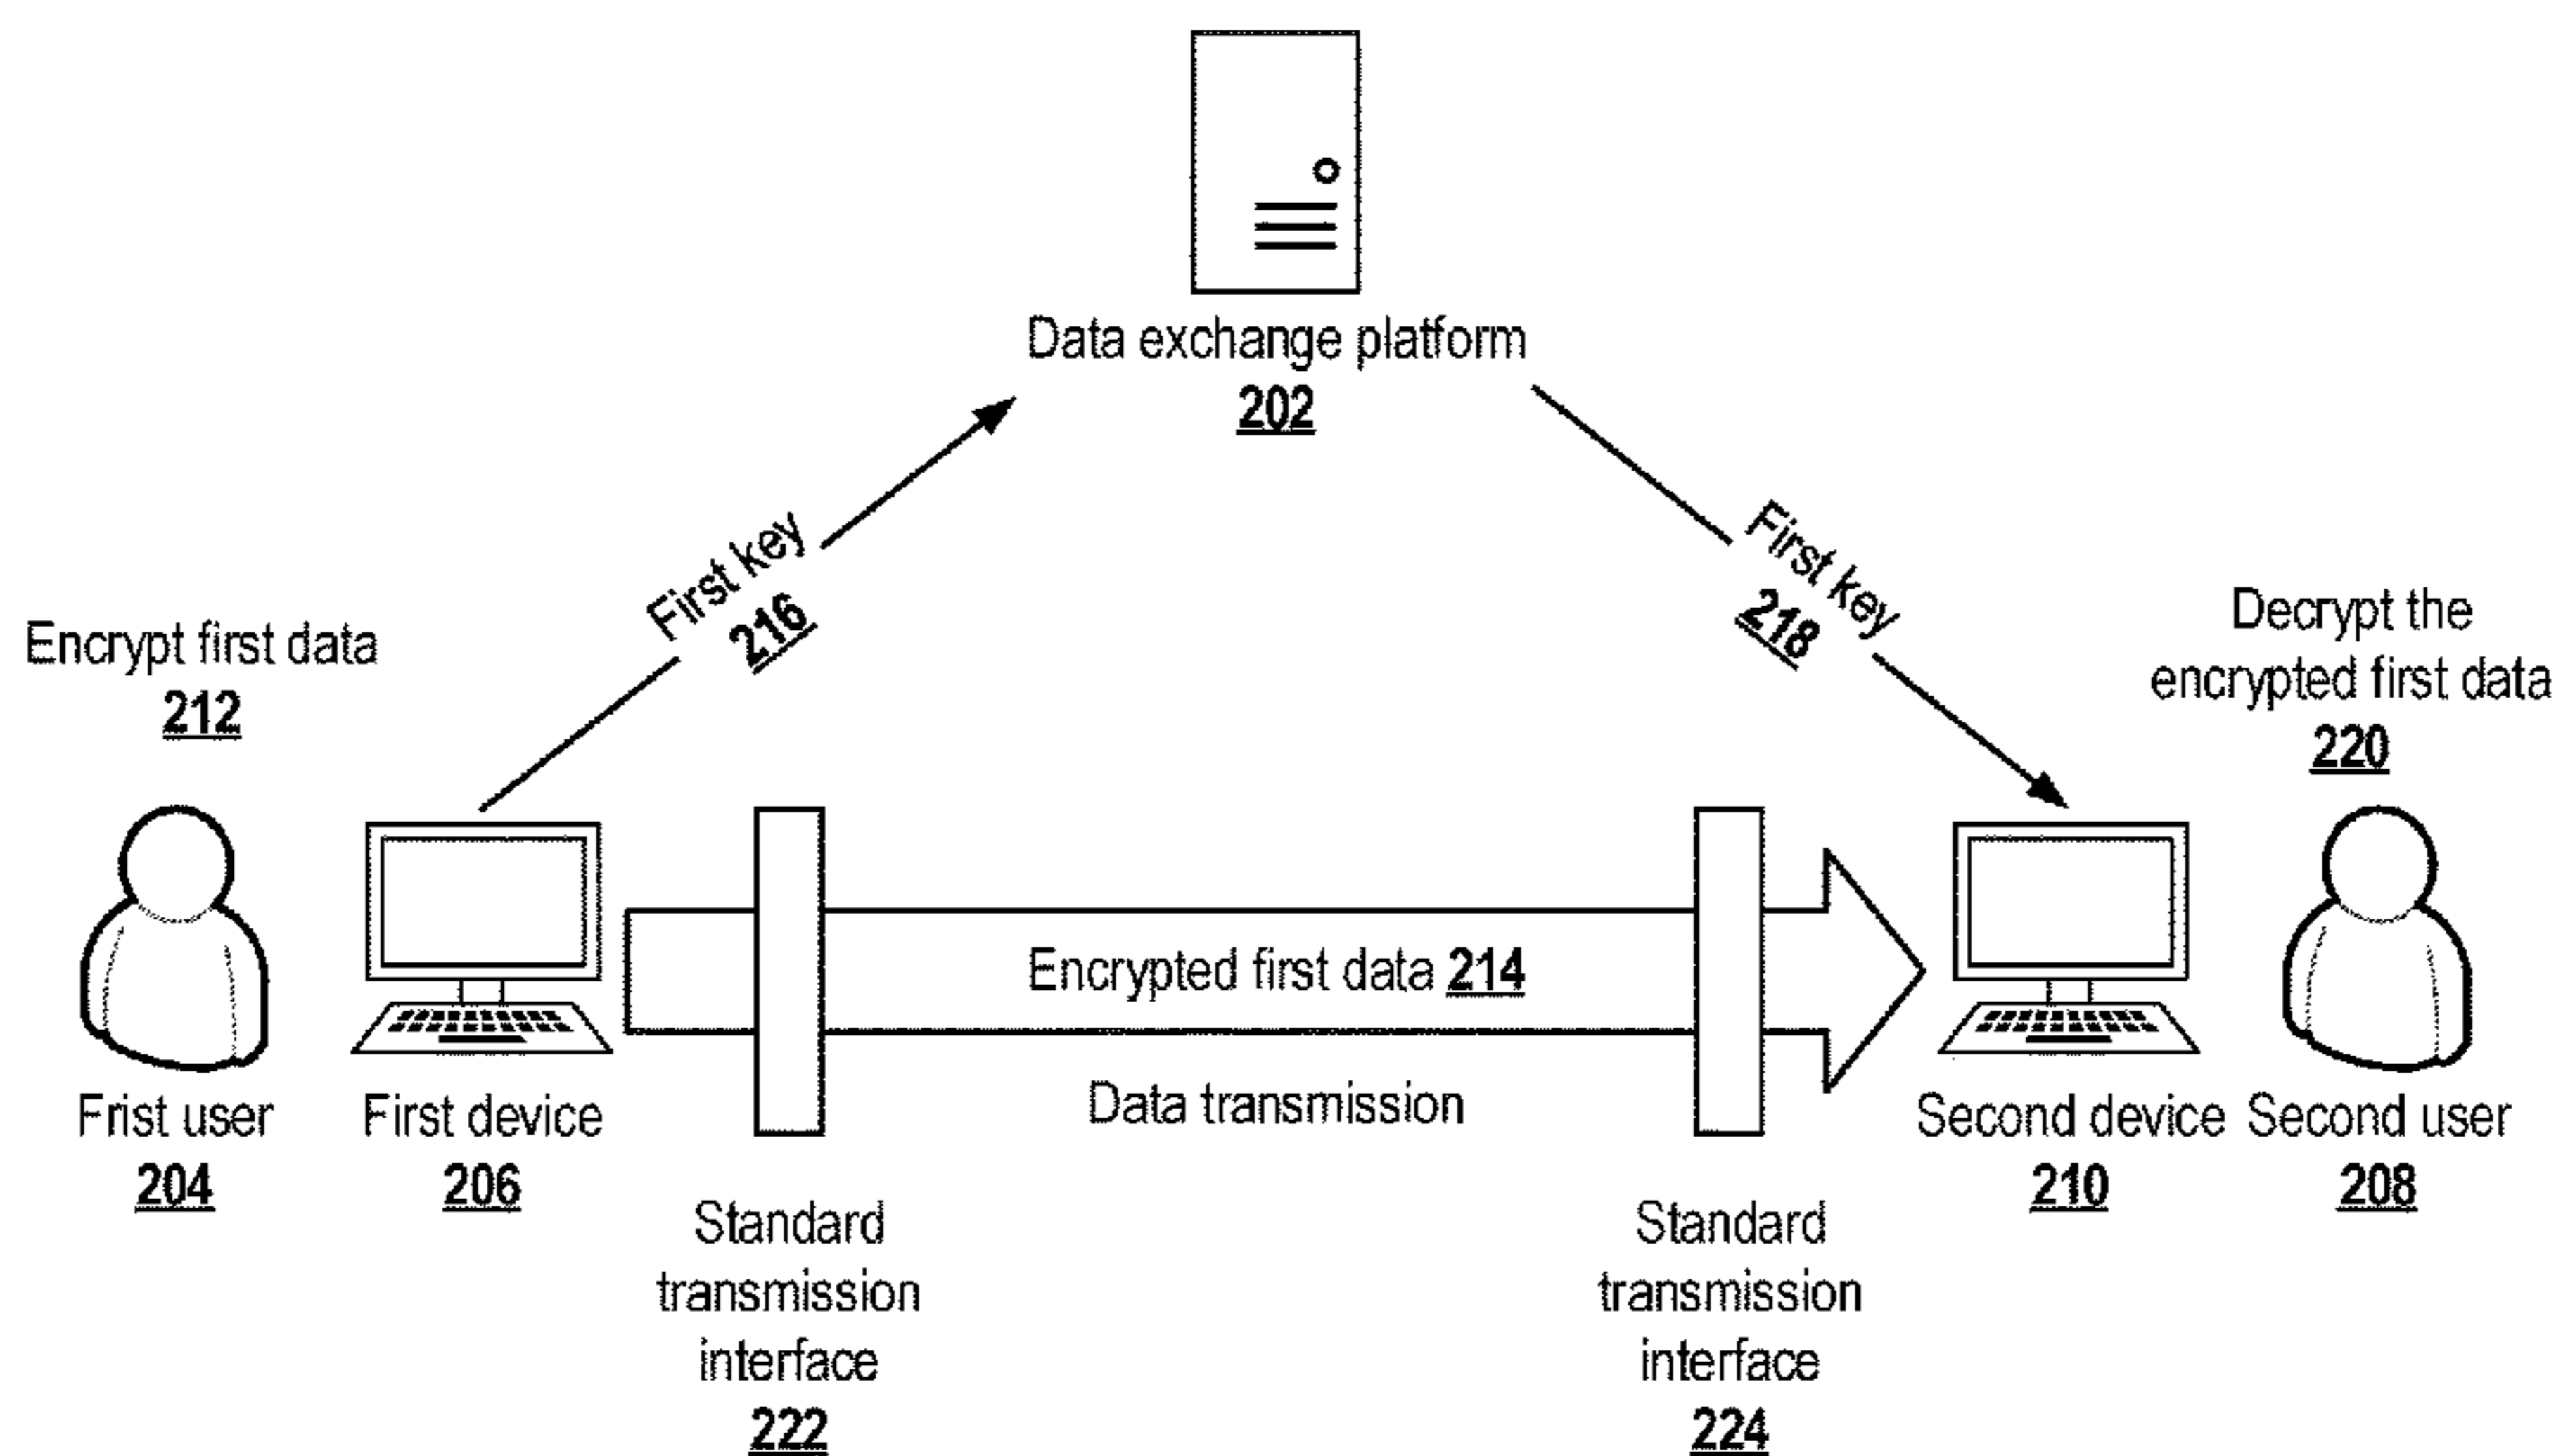 Data exchange platform
202
First key
216
First key
218
Encrypt first data
212
Decrypt the
encrypted first data
220
Encrypted first data 214
Data transmission
Frist user
204
First device
206
Standard
transmission
interface
222
Standard
transmission
interface
224
Second device
210
Second user
208